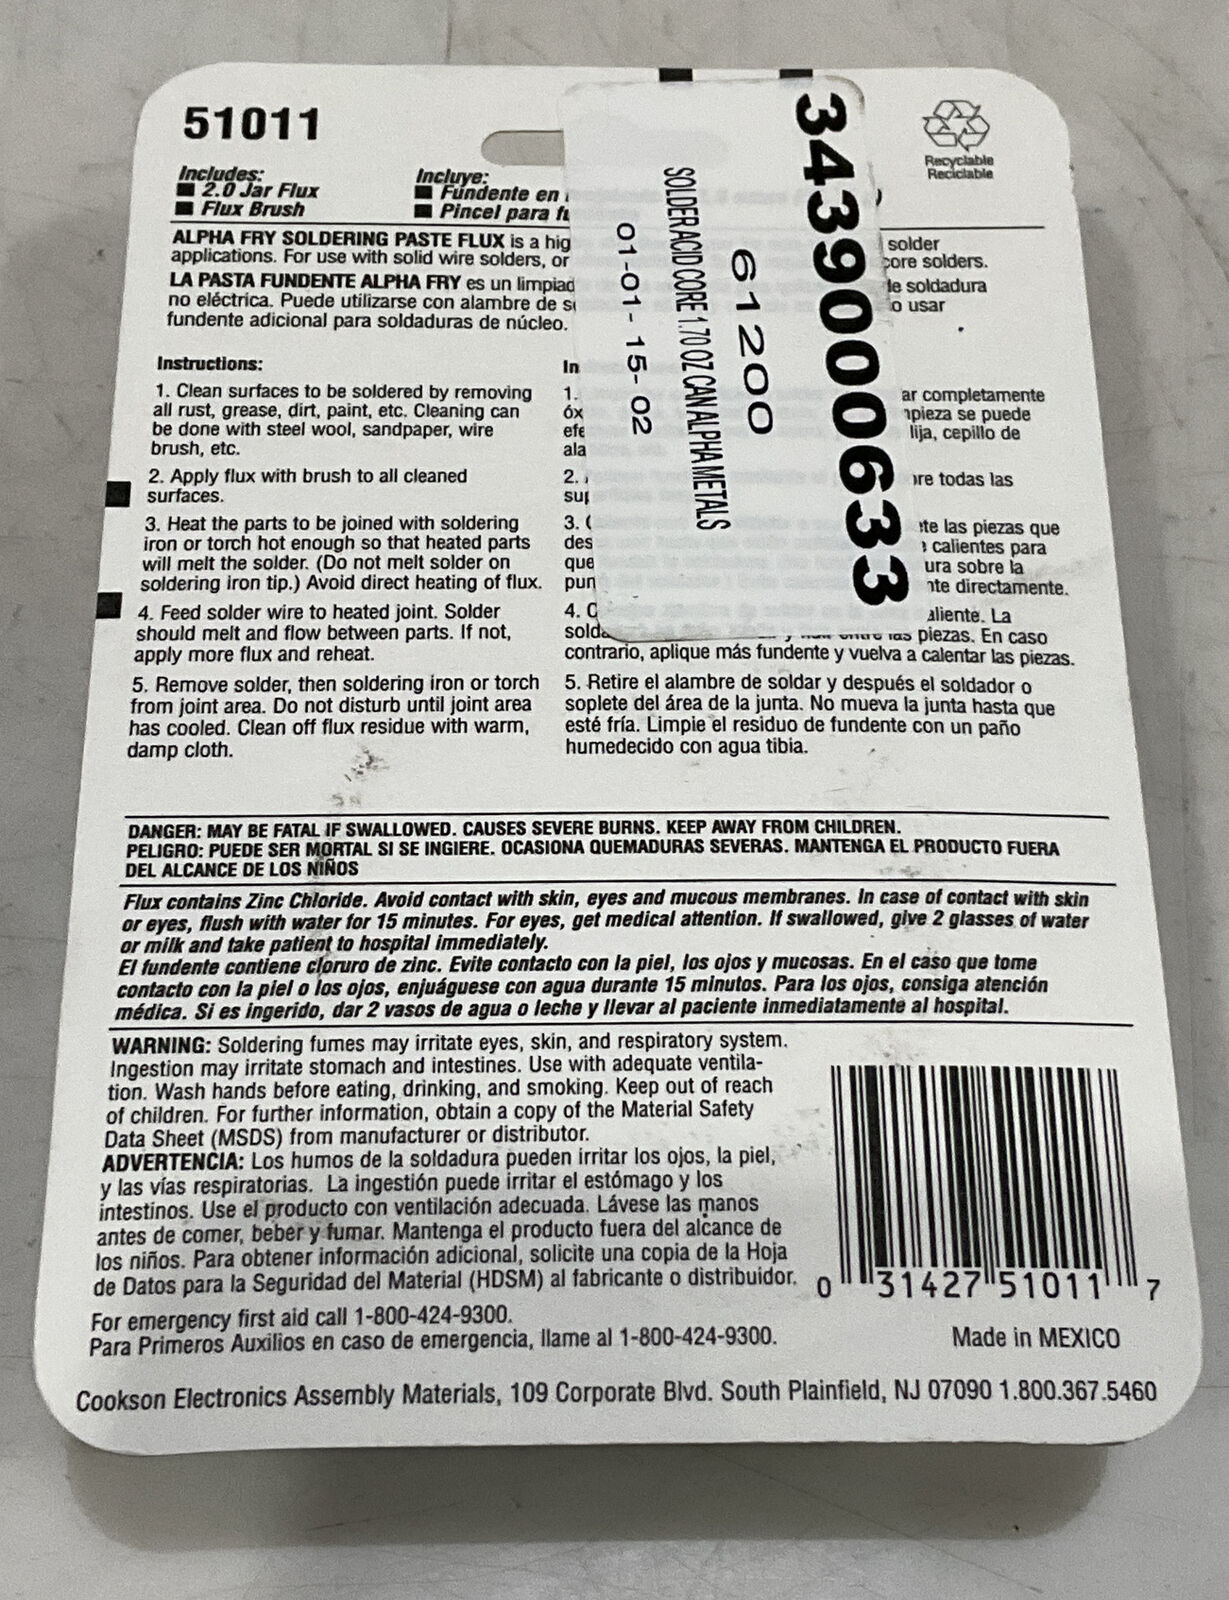 51011
Includes:
■ 2.0 Jar Flux
■ Flux Brush
Incluye:
■ Fundente en
■ Pincel para
Recyclable
Reciclable
343900633
61200
SOLDER ACID CORE 1.70 OZ CAN ALPHA METALS
01-01-15-02
ALPHA FRY SOLDERING PASTE FLUX is a solder
applications. For use with solid wire solders, or core solders.
LA PASTA FUNDENTE ALPHA FRY es un de soldadura
no eléctrica. Puede utilizarse con alambre de usar
fundente adicional para soldaduras de núcleo.
Instructions:
1. Clean surfaces to be soldered by removing
all rust, grease, dirt, paint, etc. Cleaning can
be done with steel wool, sandpaper, wire
brush, etc.
2. Apply flux with brush to all cleaned
surfaces.
3. Heat the parts to be joined with soldering
iron or torch hot enough so that heated parts
will melt the solder. (Do not melt solder on
soldering iron tip.) Avoid direct heating of flux.
4. Feed solder wire to heated joint. Solder
should melt and flow between parts. If not,
apply more flux and reheat.
5. Remove solder, then soldering iron or torch
from joint area. Do not disturb until joint area
has cooled. Clean off flux residue with warm,
damp cloth.
1. completamente
se puede
lija, cepillo de
2. todas las
3. las piezas que
calientes para
que sobre la
directamente.
4. La
piezas. En caso
contrario, aplique más fundente y vuelva a calentar las piezas.
5. Retire el alambre de soldar y después el soldador o
soplete del área de la junta. No mueva la junta hasta que
esté fría. Limpie el residuo de fundente con un paño
humedecido con agua tibia.
DANGER: MAY BE FATAL IF SWALLOWED. CAUSES SEVERE BURNS. KEEP AWAY FROM CHILDREN.
PELIGRO: PUEDE SER MORTAL SI SE INGIERE. OCASIONA QUEMADURAS SEVERAS. MANTENGA EL PRODUCTO FUERA
DEL ALCANCE DE LOS NIÑOS
Flux contains Zinc Chloride. Avoid contact with skin, eyes and mucous membranes. In case of contact with skin
or eyes, flush with water for 15 minutes. For eyes, get medical attention. If swallowed, give 2 glasses of water
or milk and take patient to hospital immediately.
El fundente contiene cloruro de zinc. Evite contacto con la piel, los ojos y mucosas. En el caso que tome
contacto con la piel o los ojos, enjuáguese con agua durante 15 minutos. Para los ojos, consiga atención
médica. Si es ingerido, dar 2 vasos de agua o leche y llevar al paciente inmediatamente al hospital.
WARNING: Soldering fumes may irritate eyes, skin, and respiratory system.
Ingestion may irritate stomach and intestines. Use with adequate ventila-
tion. Wash hands before eating, drinking, and smoking. Keep out of reach
of children. For further information, obtain a copy of the Material Safety
Data Sheet (MSDS) from manufacturer or distributor.
ADVERTENCIA: Los humos de la soldadura pueden irritar los ojos, la piel,
y las vías respiratorias. La ingestión puede irritar el estómago y los
intestinos. Use el producto con ventilación adecuada. Lávese las manos
antes de comer, beber y fumar. Mantenga el producto fuera del alcance de
los niños. Para obtener información adicional, solicite una copia de la Hoja
de Datos para la Seguridad del Material (HDSM) al fabricante o distribuidor.
0 31427 51011 7
For emergency first aid call 1-800-424-9300.
Para Primeros Auxilios en caso de emergencia, llame al 1-800-424-9300.
Made in MEXICO
Cookson Electronics Assembly Materials, 109 Corporate Blvd. South Plainfield, NJ 07090 1.800.367.5460